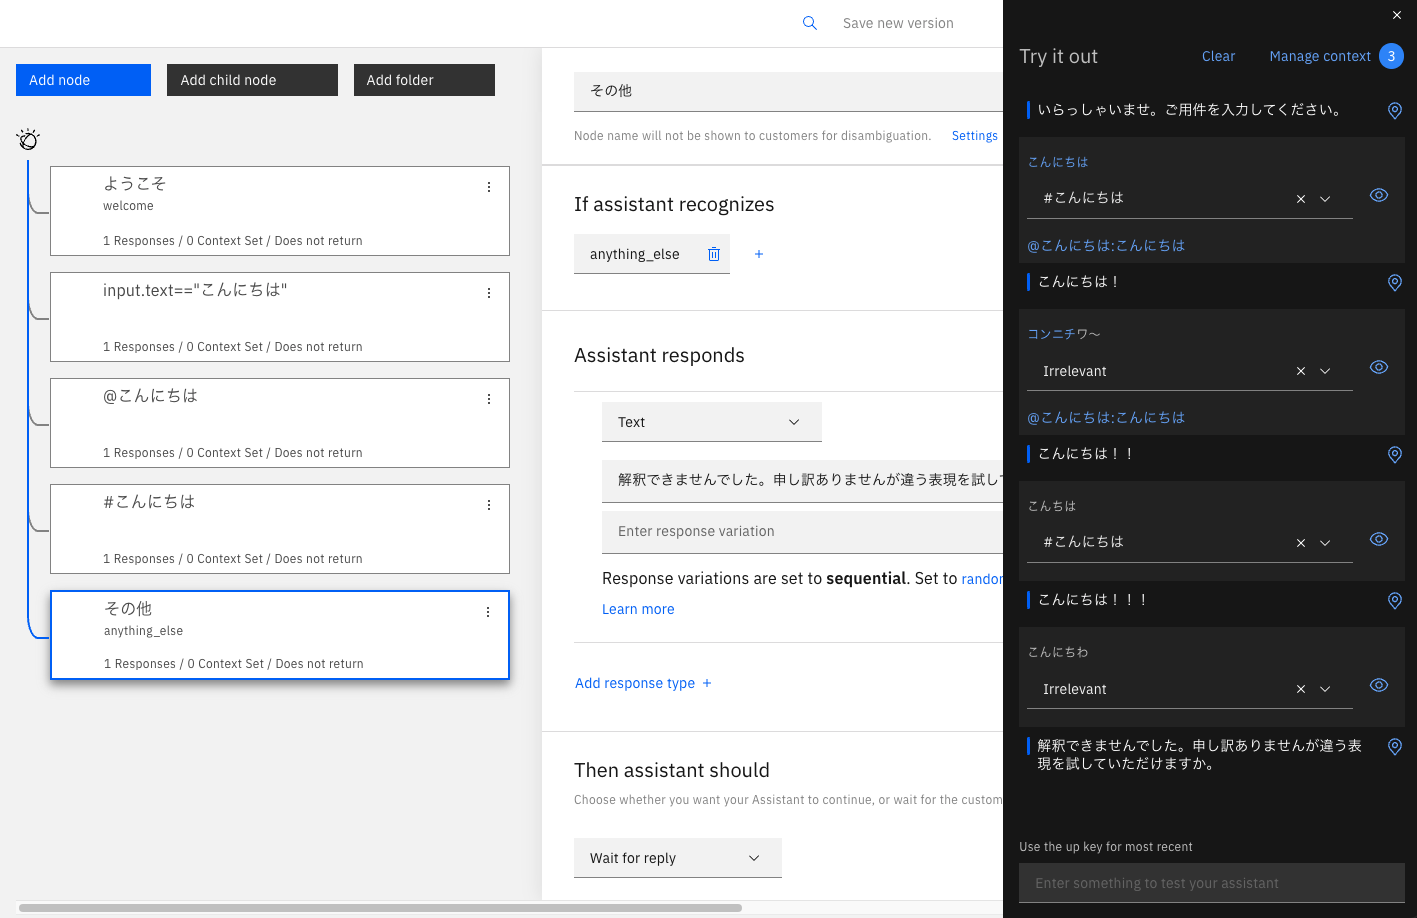 Save new version
Add node
Add child node
Add folder
ようこそ
welcome
1 Responses / 0 Context Set / Does not return
input.text=="こんにちは"
1 Responses / 0 Context Set / Does not return
@こんにちは
1 Responses / 0 Context Set / Does not return
#こんにちは
1 Responses / 0 Context Set / Does not return
その他
anything_else
1 Responses / 0 Context Set / Does not return
その他
Node name will not be shown to customers for disambiguation. Settings
If assistant recognizes
anything_else
Assistant responds
Text
解釈できませんでした。申し訳ありませんが違う表現を試し
Enter response variation
Response variations are set to sequential. Set to randor
Learn more
Add response type +
Then assistant should
Choose whether you want your Assistant to continue, or wait for the custom
Wait for reply
Try it out
Clear
Manage context 3
いらっしゃいませ。ご用件を入力してください。
こんにちは
#こんにちは
@こんにちは:こんにちは
こんにちは！
コンニチワ〜
Irrelevant
@こんにちは:こんにちは
こんにちは！！
こんちは
#こんにちは
こんにちは！！！
こんにちわ
Irrelevant
解釈できませんでした。申し訳ありませんが違う表
現を試していただけますか。
Use the up key for most recent
Enter something to test your assistant